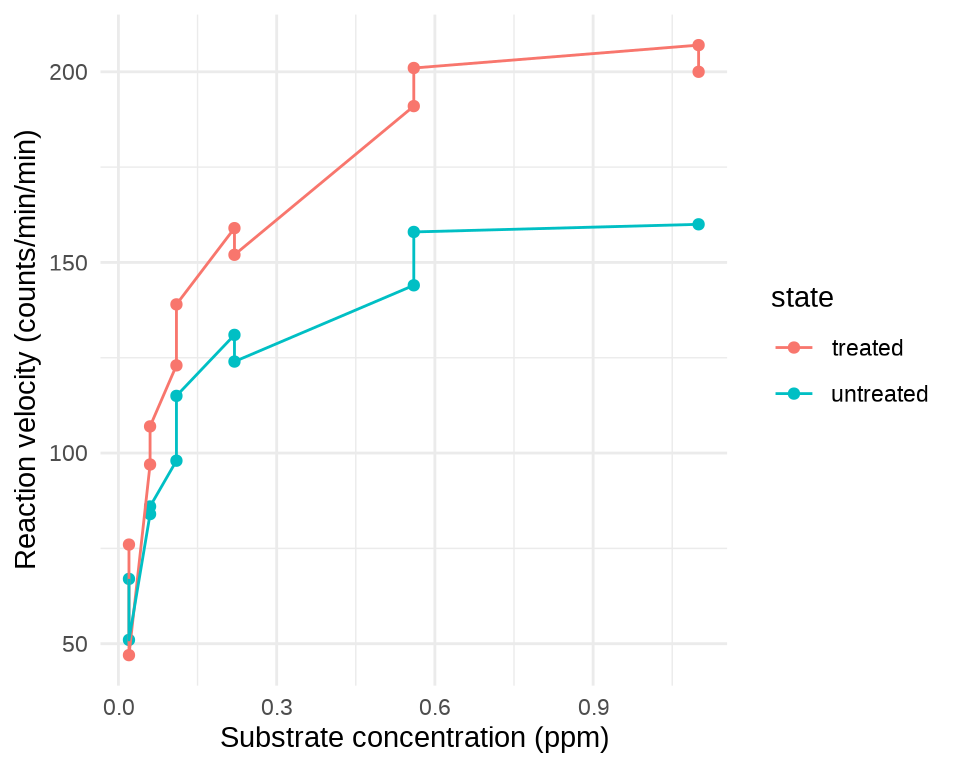 Reaction velocity (counts/min/min)
200
150
100
50
0.0 0.3 0.6 0.9
Substrate concentration (ppm)
state
treated
untreated